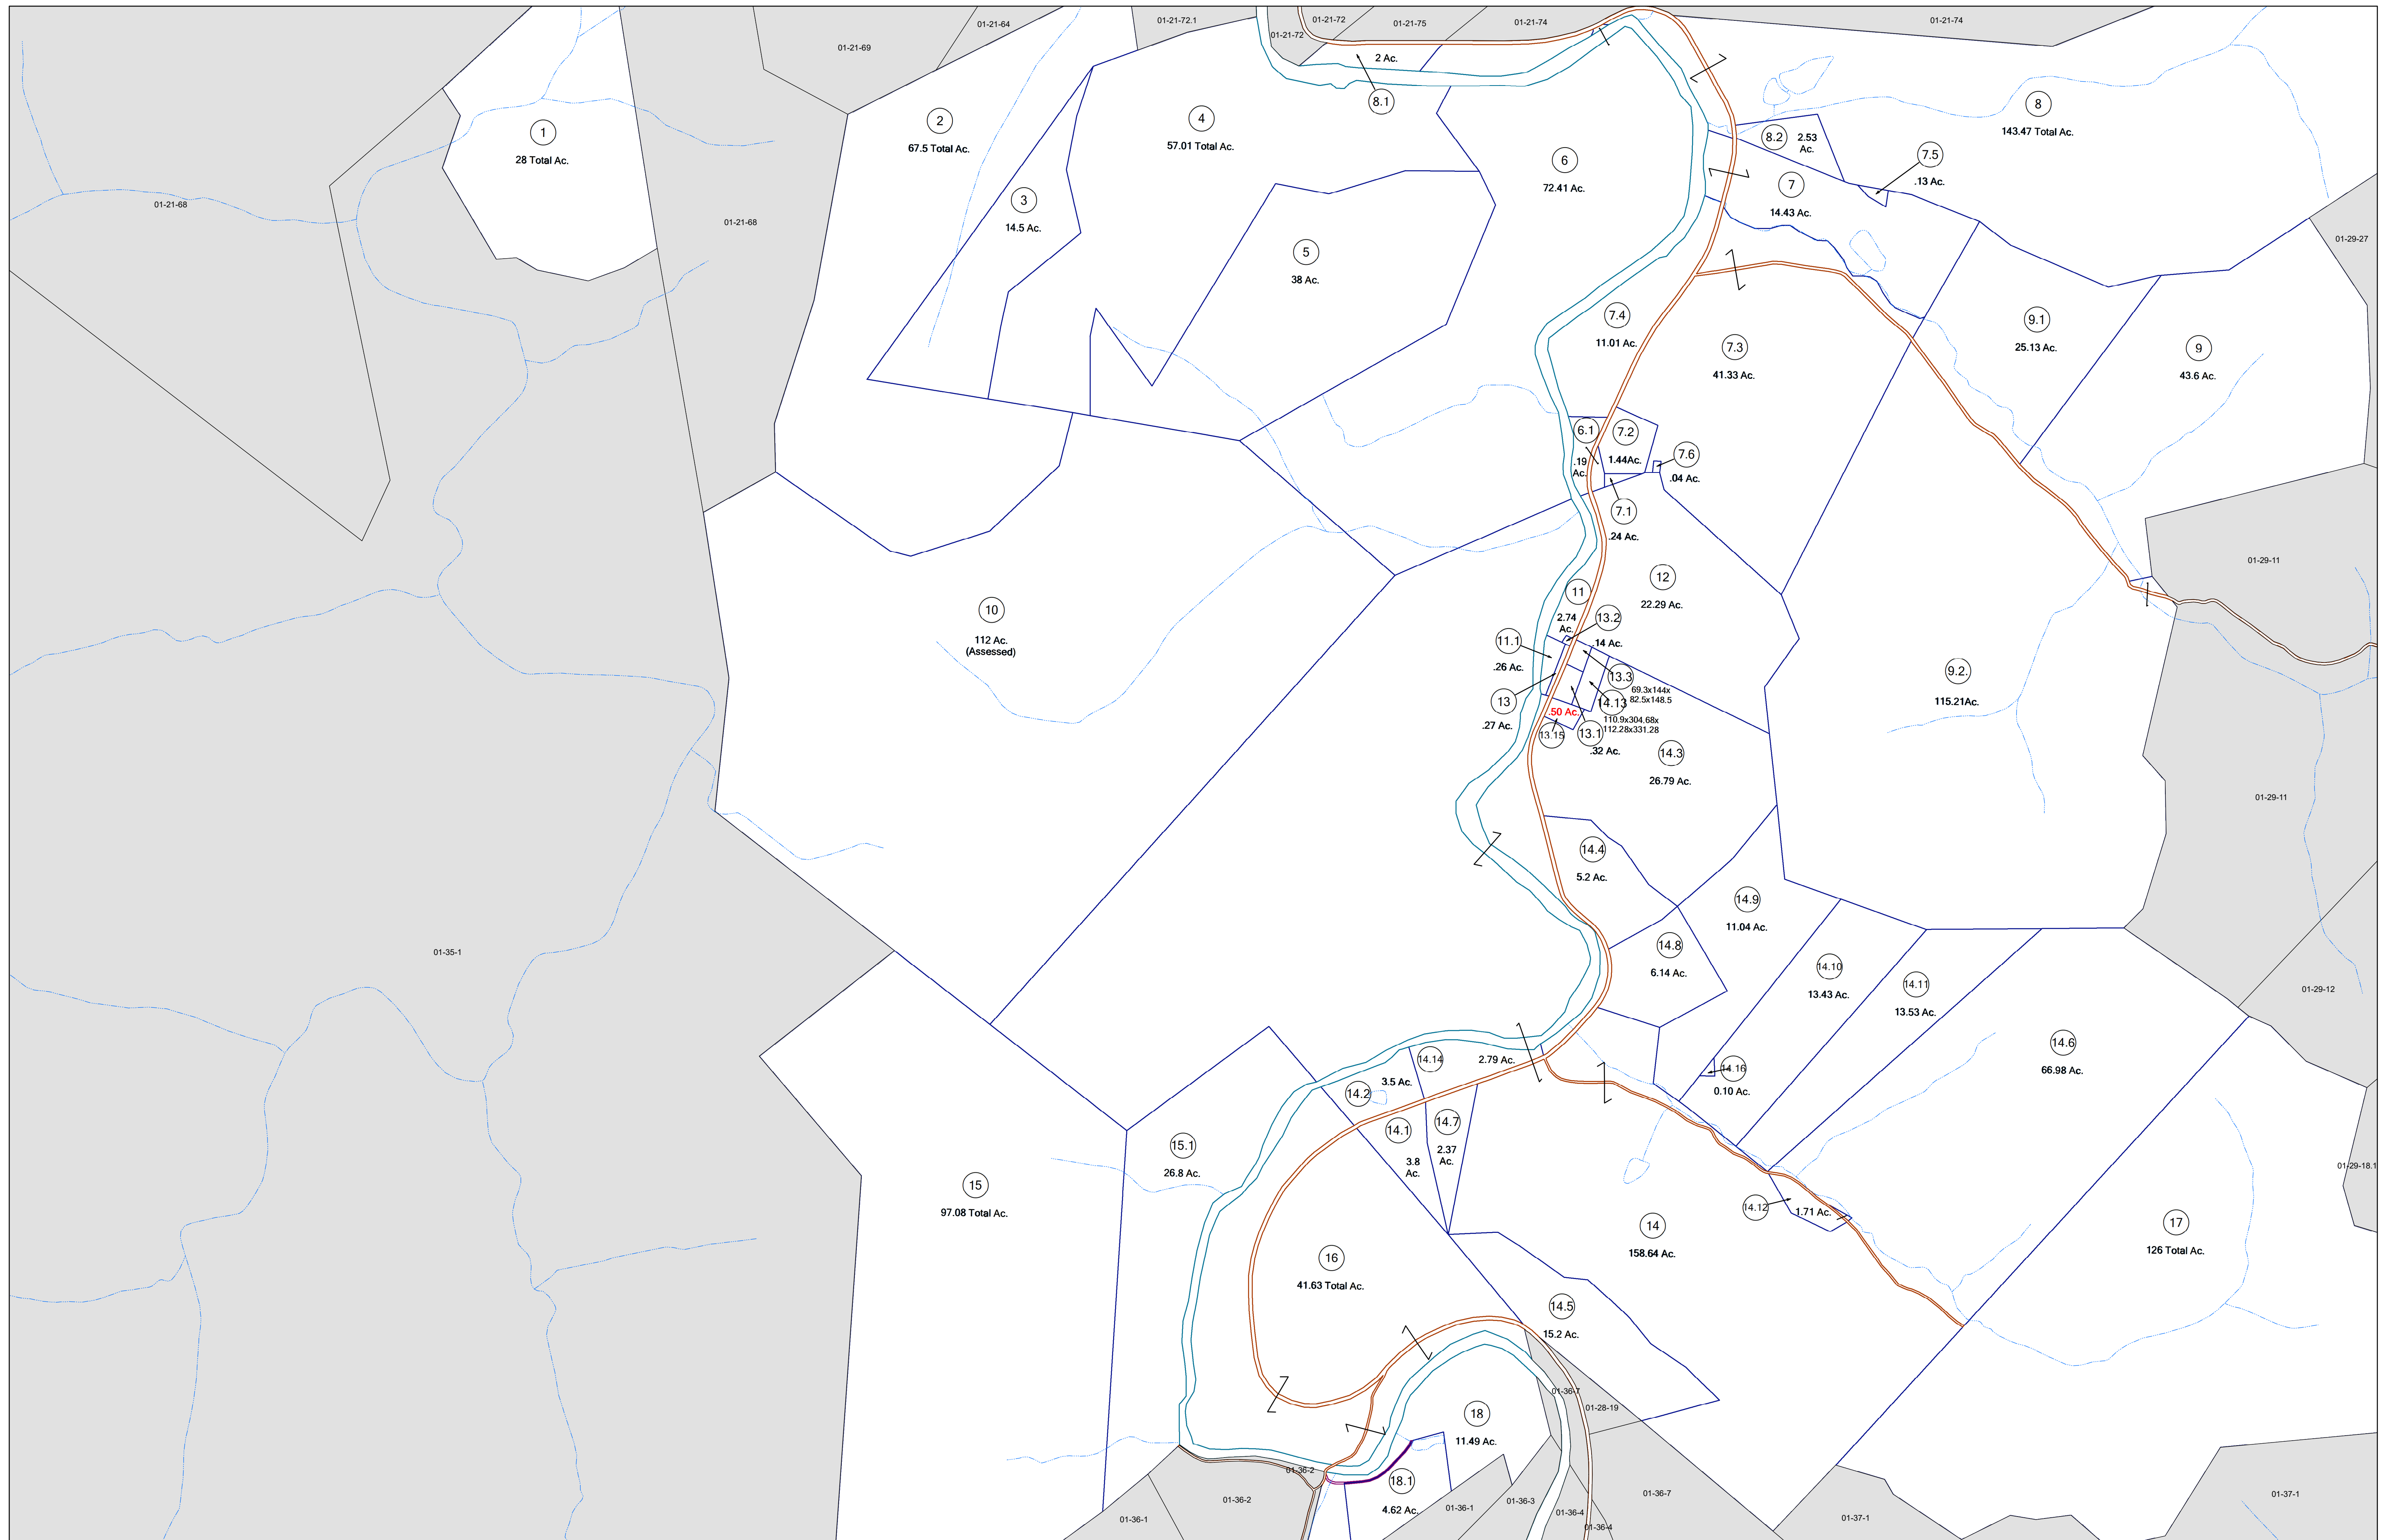 01-21-64
01-21-72.1
01-21-72
01-21-75
01-21-74
01-21-74
01-21-72
01-21-69
2 Ac.
8.1
1
28 Total Ac.
2
67.5 Total Ac.
4
57.01 Total Ac.
6
72.41 Ac.
8
143.47 Total Ac.
8.2
2.53
Ac.
7.5
.13 Ac.
7
14.43 Ac.
01-21-68
01-21-68
3
14.5 Ac.
5
38 Ac.
01-29-27
7.4
11.01 Ac.
7.3
41.33 Ac.
9.1
25.13 Ac.
9
43.6 Ac.
6.1
.19
Ac.
7.2
1.44Ac.
7.6
.04 Ac.
7.1
.24 Ac.
01-29-11
10
112 Ac.
(Assessed)
11
2.74
Ac.
12
22.29 Ac.
13.2
.14 Ac.
11.1
.26 Ac.
13.3
69.3x144x
82.5x148.5
13
.27 Ac.
14.13
110.9x304.68x
112.28x331.28
.50 Ac.
13.15
13.1
.32 Ac.
9.2.
115.21Ac.
14.3
26.79 Ac.
01-29-11
14.4
5.2 Ac.
14.9
11.04 Ac.
14.8
6.14 Ac.
14.10
13.43 Ac.
14.11
13.53 Ac.
01-35-1
01-29-12
14.6
66.98 Ac.
14.14
2.79 Ac.
14.16
0.10 Ac.
3.5 Ac.
14.2
14.1
3.8
Ac.
14.7
2.37
Ac.
15.1
26.8 Ac.
15
97.08 Total Ac.
01-29-18.1
14.12
1.71 Ac.
14
158.64 Ac.
17
126 Total Ac.
16
41.63 Total Ac.
14.5
15.2 Ac.
01-36-7
01-28-19
18
11.49 Ac.
01-36-2
18.1
4.62 Ac.
01-36-2
01-36-1
01-36-1
01-36-3
01-36-4
01-36-4
01-36-7
01-37-1
01-37-1